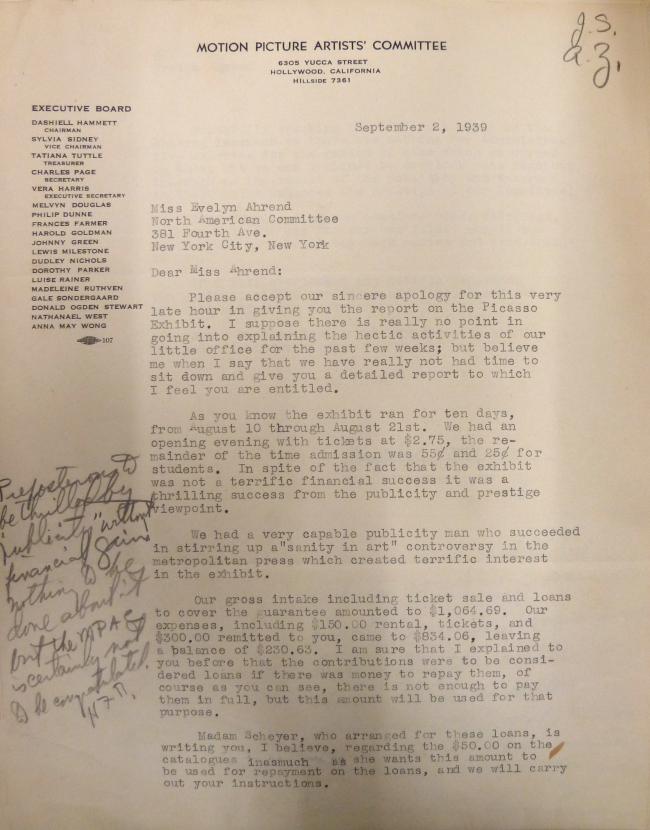 J.S.
a.z.
MOTION PICTURE ARTISTS' COMMITTEE
6305 YUCCA STREET
HOLLYWOOD, CALIFORNIA
HILLSIDE 7361
EXECUTIVE BOARD
DASHIELL HAMMETT
CHAIRMAN
SYLVIA SIDNEY
VICE CHAIRMAN
TATIANA TUTTLE
TREASURER
CHARLES PAGE
SECRETARY
VERA HARRIS
EXECUTIVE SECRETARY
MELVYN DOUGLAS
PHILIP DUNNE
FRANCES FARMER
HAROLD GOLDMAN
JOHNNY GREEN
LEWIS MILESTONE
DUDLEY NICHOLS
DOROTHY PARKER
LUISE RAINER
MADELEINE RUTHVEN
GALE SONDERGAARD
DONALD OGDEN STEWART
NATHANAEL WEST
ANNA MAY WONG
107
September 2, 1939
Miss Evelyn Ahrend
North American Committee
381 Fourth Ave.
New York City, New York
Dear Miss Ahrend:
Please accept our sincere apology for this very
late hour in giving you the report on the Picasso
Exhibit. I suppose there is really no point in
going into explaining the hectic activities of our
little office for the past few weeks; but believe
me when I say that we have really not had time to
sit down and give you a detailed report to which
I feel you are entitled.
As you know the exhibit ran for ten days,
from August 10 through August 21st. We had an
opening evening with tickets at $2.75, the re-
mainder of the time admission was 55¢ and 25¢ for
students. In spite of the fact that the exhibit
was not a terrific financial success it was a
thrilling success from the publicity and prestige
viewpoint.
We had a very capable publicity man who succeeded
in stirring up a"sanity in art" controversy in the
metropolitan press which created terrific interest
in the exhibit.
Our gross intake including ticket sale and loans
to cover the guarantee amounted to $1,064.69. Our
expenses, including $150.00 rental, tickets, and
$300.00 remitted to you, came to $834.06, leaving
a balance of $230.63. I am sure that I explained to
you before that the contributions were to be consi-
dered loans if there was money to repay them, of
course as you can see, there is not enough to pay
them in full, but this amount will be used for that
purpose.
Madam Scheyer, who arranged for these loans, is
writing you, I believe, regarding the $50.00 on the
catalogues inasmuch as she wants this amount to
be used for repayment on the loans, and we will carry
out your instructions.
Preposterous to
be thrilled by
"publicity" without
financial gain
nothing to be
done about it
but the MPAC
is certainly not
to be congratulated.